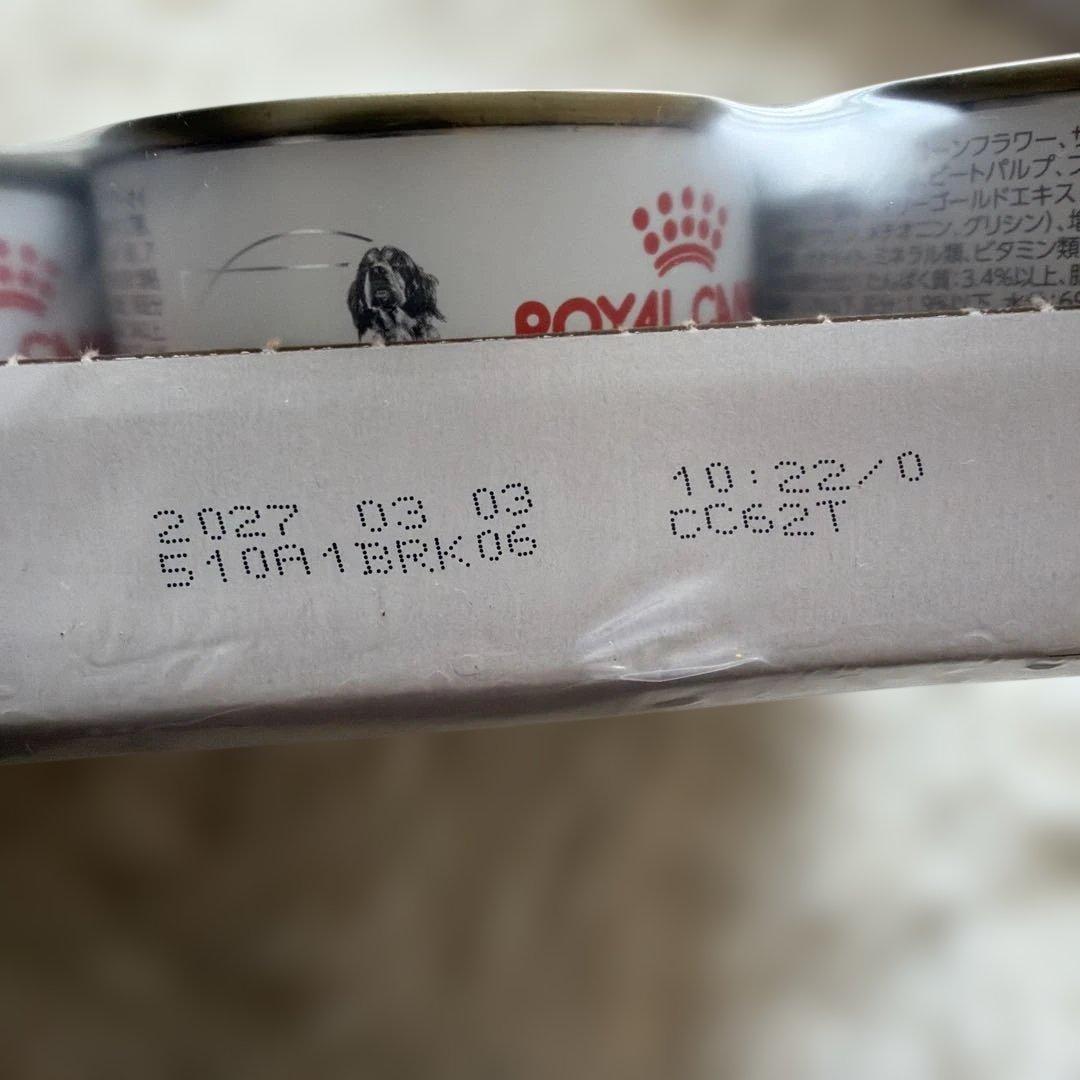 ROYAL CAN
ーンフラワー、
ビートパルプ、
ーゴールドエキス
チオニン、グリシン)、増
ミネラル類、ビタミン類
たんぱく質:3.4%以上、
2027 03 03 10:22/0
510A1BRK06 CC62T